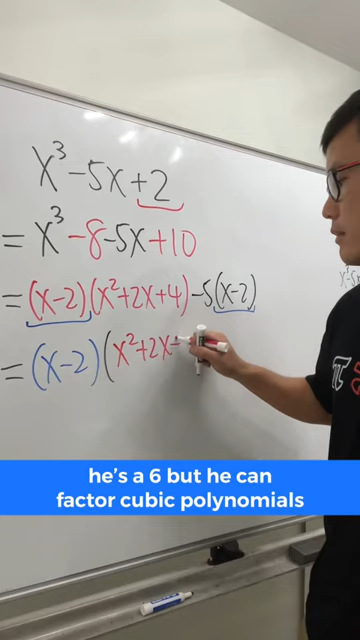 x³ - 5x + 2
= x³ - 8 - 5x + 10
= (x-2)(x²+2x+4) - 5(x-2)
= (x-2)(x²+2x
π
he's a 6 but he can
factor cubic polynomials